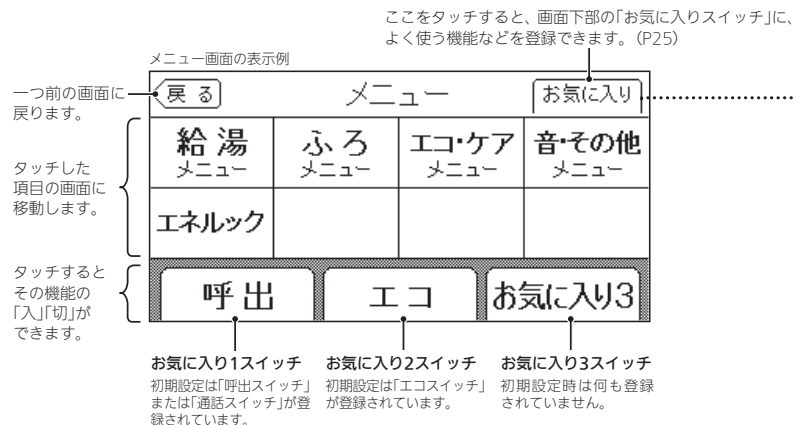 ここをタッチすると、画面下部の「お気に入りスイッチ」に、
よく使う機能などを登録できます。（P25）
メニュー画面の表示例
一つ前の画面に
戻ります。
戻る
メニュー
お気に入り
タッチした
項目の画面に
移動します。
給湯
メニュー
ふろ
メニュー
エコ・ケア
メニュー
音・その他
メニュー
エネルック
タッチすると
その機能の
「入」「切」が
できます。
呼出
エコ
お気に入り3
お気に入り1スイッチ
初期設定は「呼出スイッチ」
または「通話スイッチ」が登
録されています。
お気に入り2スイッチ
初期設定は「エコスイッチ」
が登録されています。
お気に入り3スイッチ
初期設定時は何も登録
されていません。